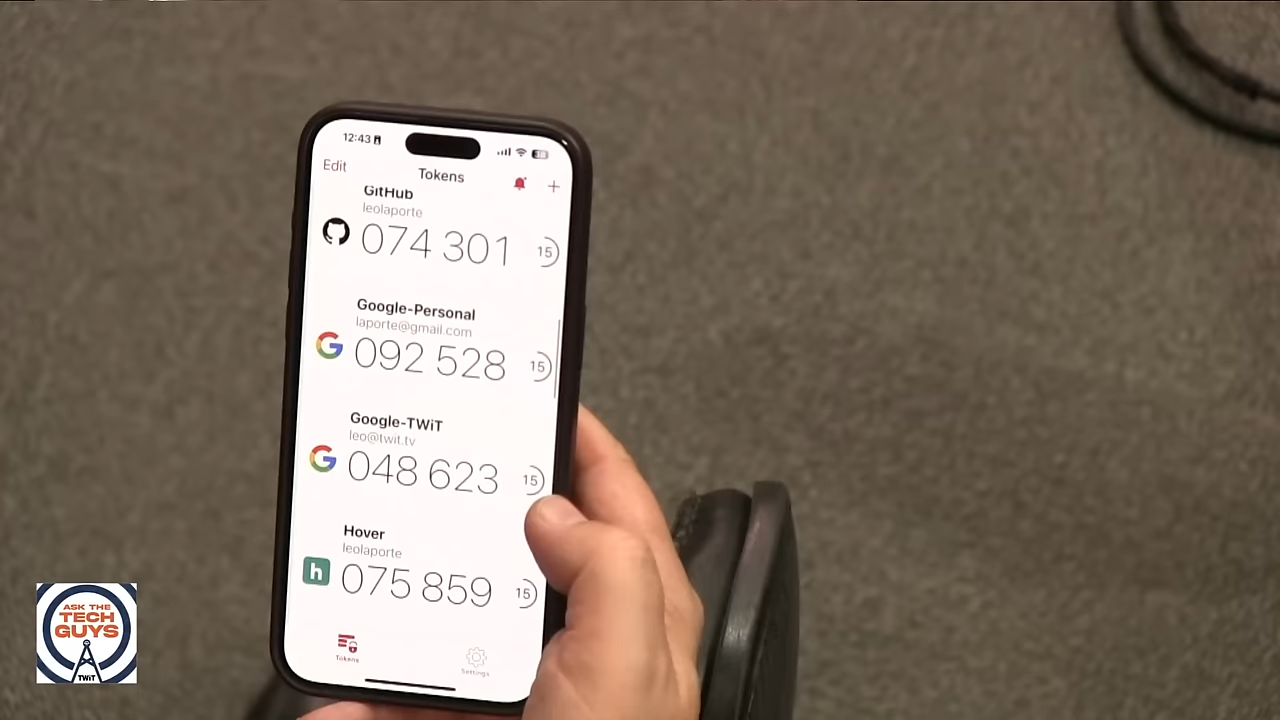 12:43
Edit
Tokens
GitHub
leolaporte
074 301
15
Google-Personal
laporte@gmail.com
092 528
15
Google-TWiT
leo@twit.tv
048 623
15
Hover
leolaporte
h
075 859
15
Tokens
Settings
ASK THE
TECH
GUYS
TWiT